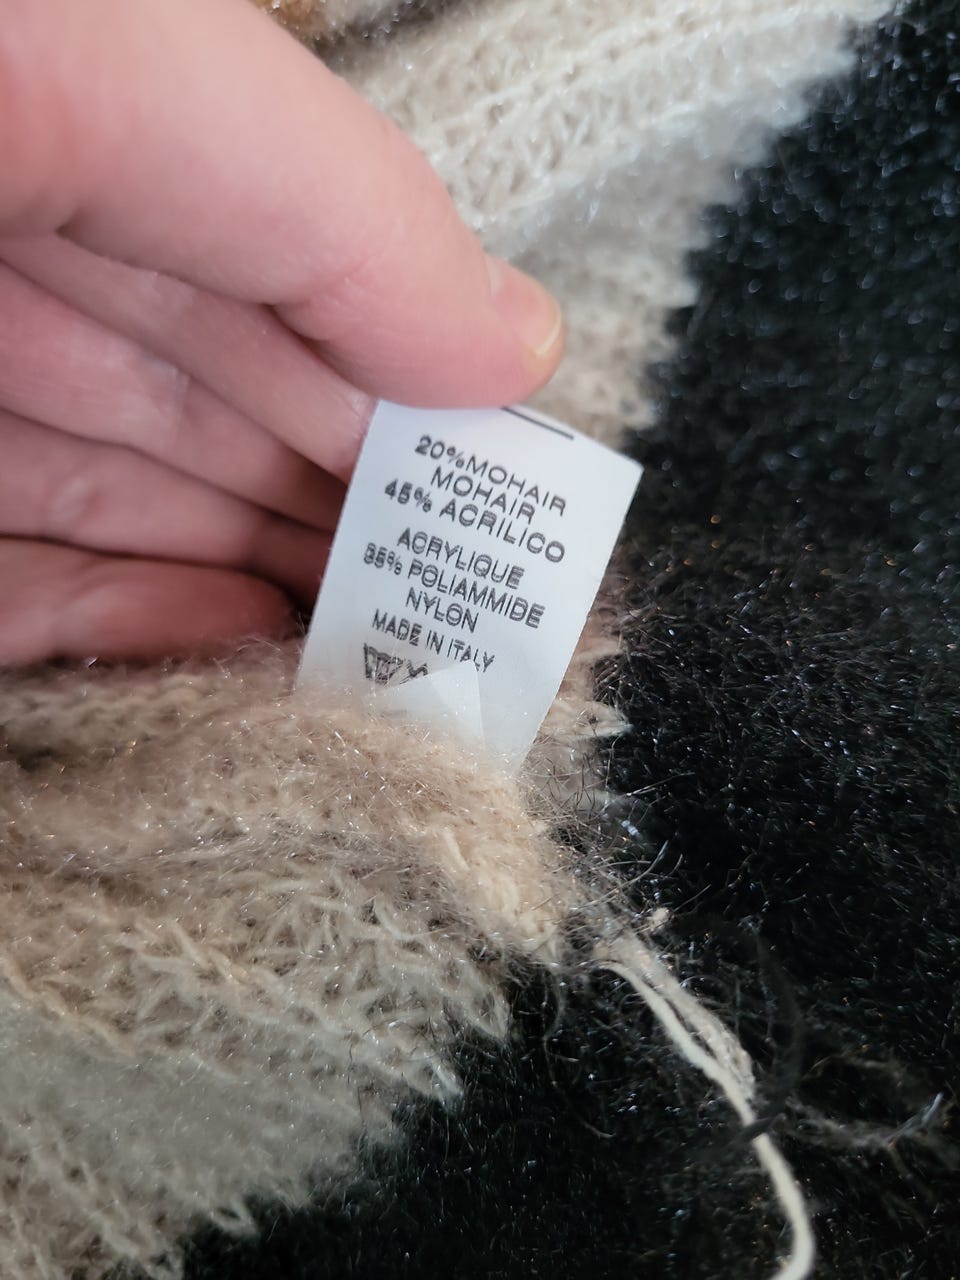 20%MOHAIR
MOHAIR
45% ACRILICO
ACRYLIQUE
35% POLIAMMIDE
NYLON
MADE IN ITALY